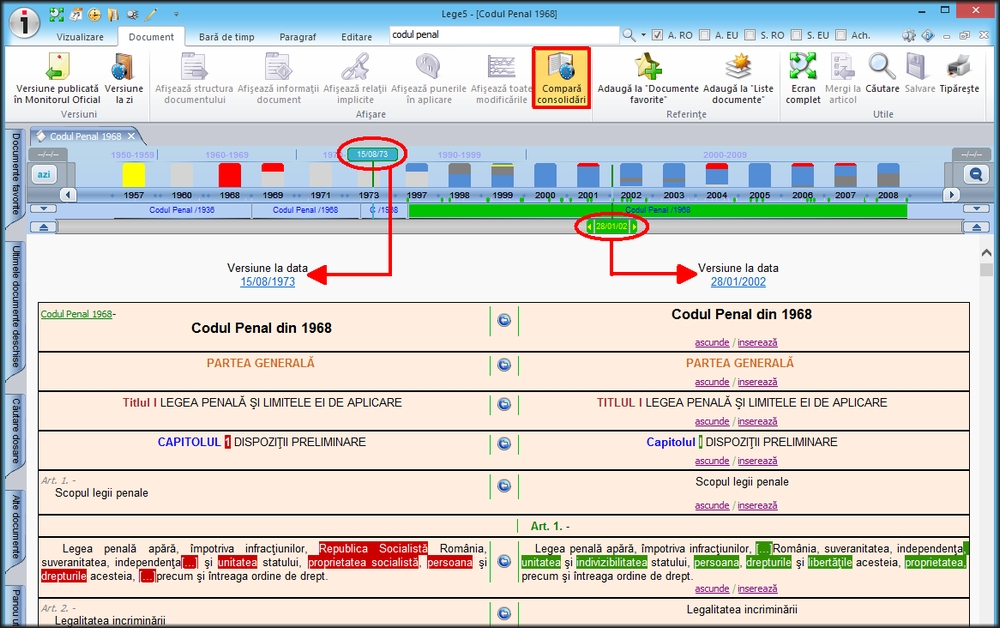 Lege5 - [Codul Penal 1968]
Vizualizare Document Bară de timp Paragraf Editare codul penal A. RO A. EU S. RO S. EU Ach.
Versiune publicată în Monitorul Oficial
Versiune la zi
Afișează structura documentului
Afișează informații document
Afișează relații implicite
Afișează punerile în aplicare
Afișează toate modificările
Compară consolidări
Adaugă la "Documente favorite"
Adaugă la "Liste documente"
Ecran complet
Mergi la articol
Căutare
Salvare
Tipărește
Versiuni Afișare Referințe Utile
Documente favorite
Ultimele documente deschise
Căutare dosare
Alte documente
Panou
Codul Penal 1968
--/--/-- 1950-1959 1960-1969 15/08/73 1990-1999 2000-2009 --/--/--
azi
1957 1960 1968 1969 1971 1973 1997 1998 1999 2000 2001 2002 2003 2004 2005 2006 2007 2008
Codul Penal /1936 Codul Penal /1968 C /1968 Codul Penal /1968
28/01/02
Versiune la data Versiune la data
15/08/1973 28/01/2002
Codul Penal 1968-
Codul Penal din 1968 Codul Penal din 1968
ascunde / inserează
PARTEA GENERALĂ PARTEA GENERALĂ
ascunde / inserează
Titlul I LEGEA PENALĂ ŞI LIMITELE EI DE APLICARE TITLUL I LEGEA PENALĂ ŞI LIMITELE EI DE APLICARE
ascunde / inserează
CAPITOLUL 1 DISPOZIŢII PRELIMINARE Capitolul I DISPOZIŢII PRELIMINARE
ascunde / inserează
Art. 1. -
Scopul legii penale Scopul legii penale
ascunde / inserează
Art. 1. -
Legea penală apără, împotriva infracţiunilor, Republica Socialistă România,
suveranitatea, independenţa[...] şi unitatea statului, proprietatea socialistă, persoana şi
drepturile acesteia, [...]precum şi întreaga ordine de drept.
Legea penală apără, împotriva infracţiunilor, [...]România, suveranitatea, independenţa,
unitatea şi indivizibilitatea statului, persoana, drepturile şi libertăţile acesteia, proprietatea,
precum şi întreaga ordine de drept.
ascunde / inserează
Art. 2. -
Legalitatea incriminării Legalitatea incriminării